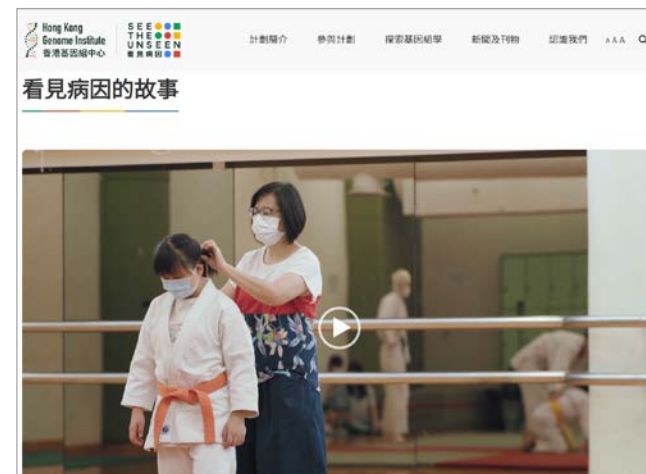 Hong Kong
Genome Institute
香港基因組中心
SEE
THE
UNSEEN
看見病因
計劃簡介
參與計劃
探索基因組學
新聞及刊物
認識我們
A A A
看見病因的故事